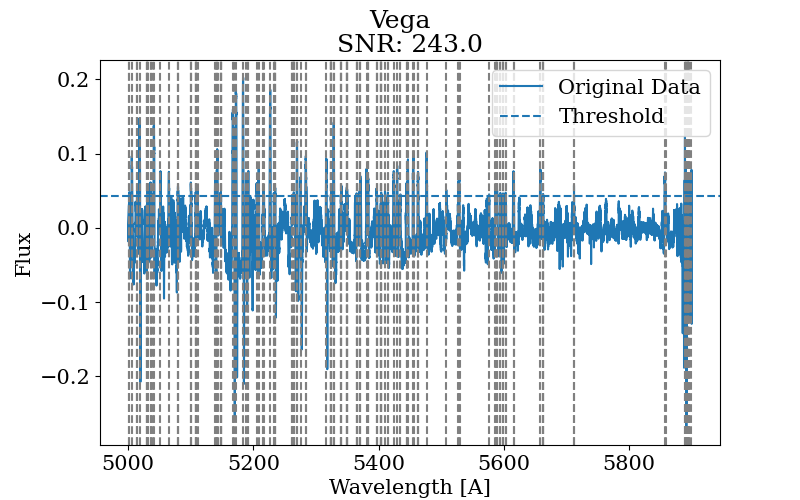 Vega
SNR: 243.0
Original Data
Threshold
0.2
0.1
0.0
−0.1
−0.2
Flux
5000 5200 5400 5600 5800
Wavelength [A]